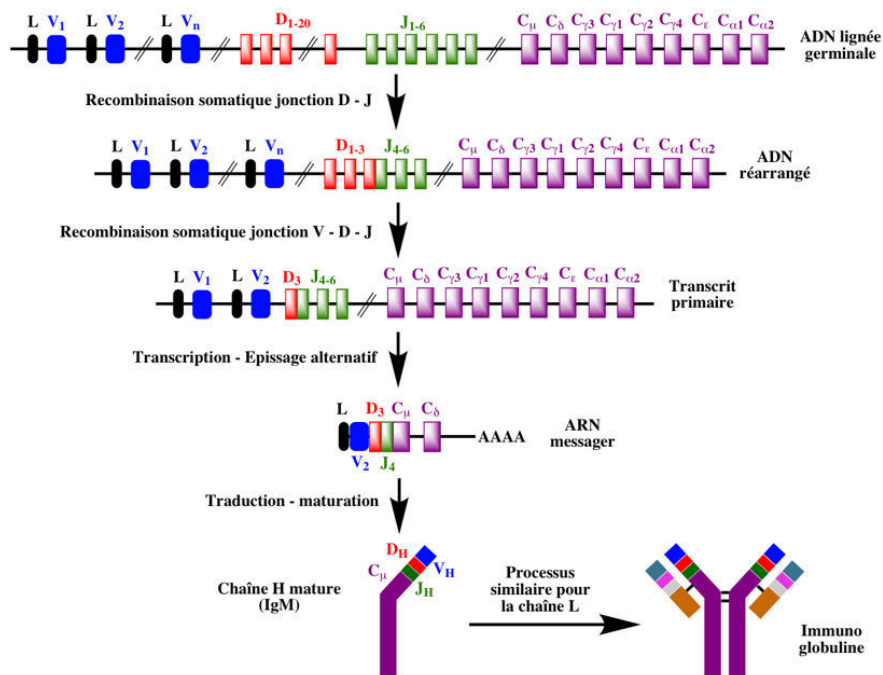 L V1 L V2 L Vn D1-20 J1-6 Cμ Cδ Cγ3 Cγ1 Cγ2 Cγ4 Cε Cα1 Cα2
ADN lignée
germinale
Recombinaison somatique jonction D - J
L V1 L V2 L Vn D1-3 J4-6 Cμ Cδ Cγ3 Cγ1 Cγ2 Cγ4 Cε Cα1 Cα2
ADN
réarrangé
Recombinaison somatique jonction V - D - J
L V1 L V2 D3 J4-6 Cμ Cδ Cγ3 Cγ1 Cγ2 Cγ4 Cε Cα1 Cα2
Transcrit
primaire
Transcription - Epissage alternatif
L D3 Cμ Cδ
AAAA
V2 J4
ARN
messager
Traduction - maturation
DH
Cμ VH
JH
Chaîne H mature
(IgM)
Processus
similaire pour
la chaîne L
Immuno
globuline